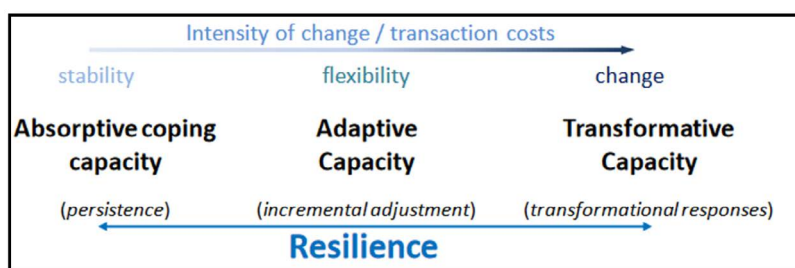 Intensity of change / transaction costs
stability flexibility change
Absorptive coping Adaptive Transformative
capacity Capacity Capacity
(persistence) (incremental adjustment) (transformational responses)
Resilience